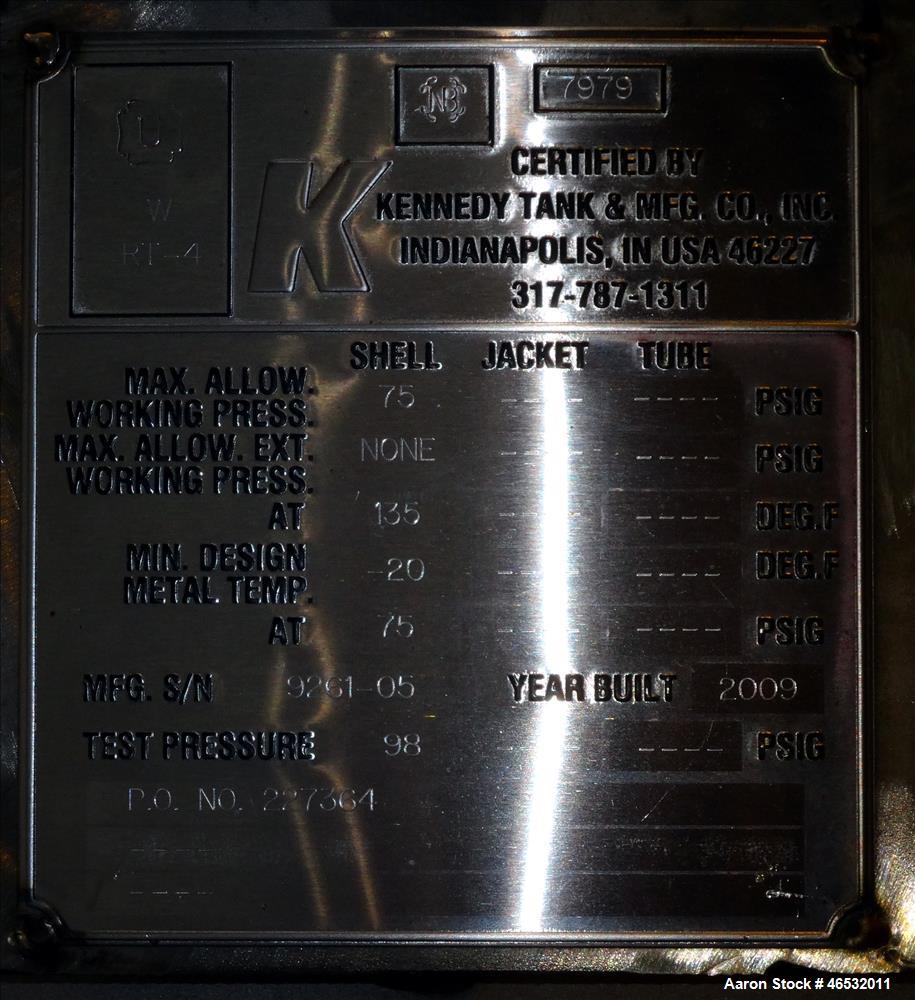 U
W
RT-4
NB
7979
K
CERTIFIED BY
KENNEDY TANK & MFG. CO., INC.
INDIANAPOLIS, IN USA 46227
317-787-1311
SHELL JACKET TUBE
MAX. ALLOW. WORKING PRESS. 75 ---- ---- PSIG
MAX. ALLOW. EXT. WORKING PRESS. NONE ---- ---- PSIG
AT 135 ---- ---- DEG.F
MIN. DESIGN METAL TEMP. -20 ---- ---- DEG.F
AT 75 ---- ---- PSIG
MFG. S/N 9261-05 YEAR BUILT 2009
TEST PRESSURE 98 ---- ---- PSIG
P.O. NO. 227364
----
----
Aaron Stock # 46532011